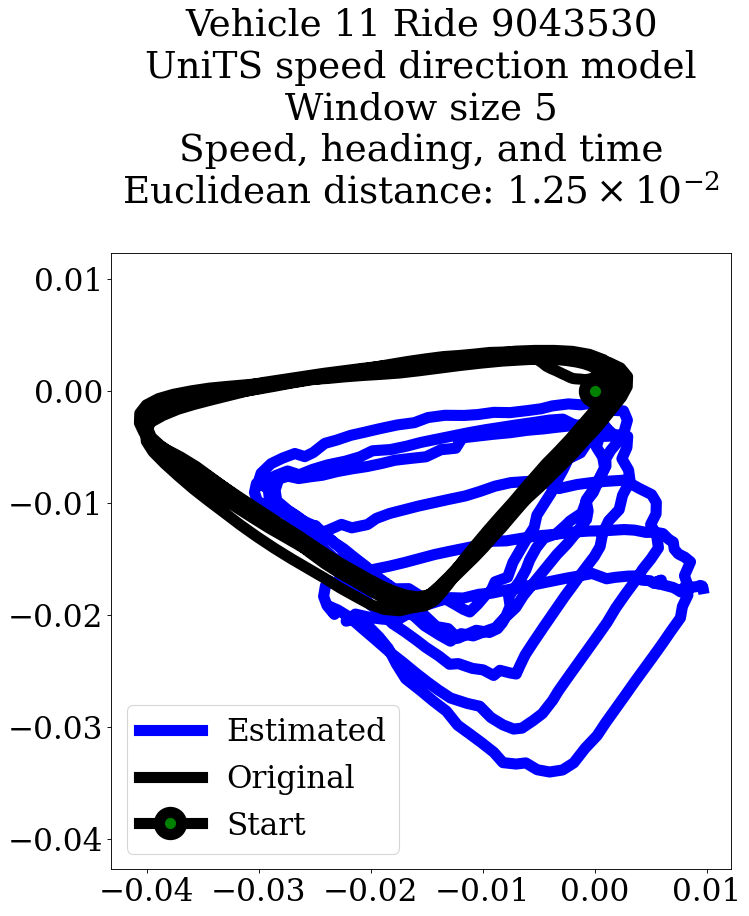 Vehicle 11 Ride 9043530
UniTS speed direction model
Window size 5
Speed, heading, and time
Euclidean distance: 1.25 × 10⁻²
0.01
0.00
−0.01
−0.02
−0.03
−0.04
Estimated
Original
Start
−0.04 −0.03 −0.02 −0.01 0.00 0.01